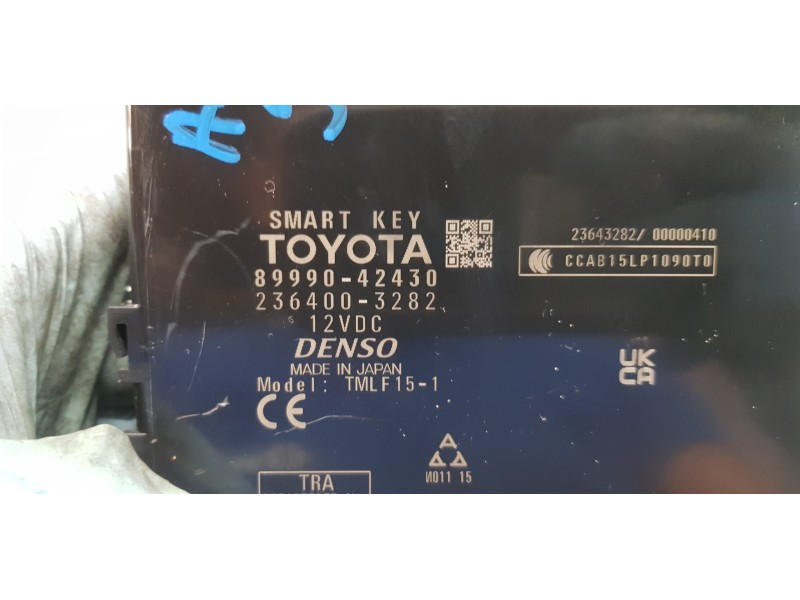 SMART KEY
TOYOTA
89990-42430
236400-3282
12VDC
DENSO
MADE IN JAPAN
Model: TMLF15-1
CE
23643282/ 00000410
CCAB15LP1090T0
UK
CA
A
И011 15
TRA